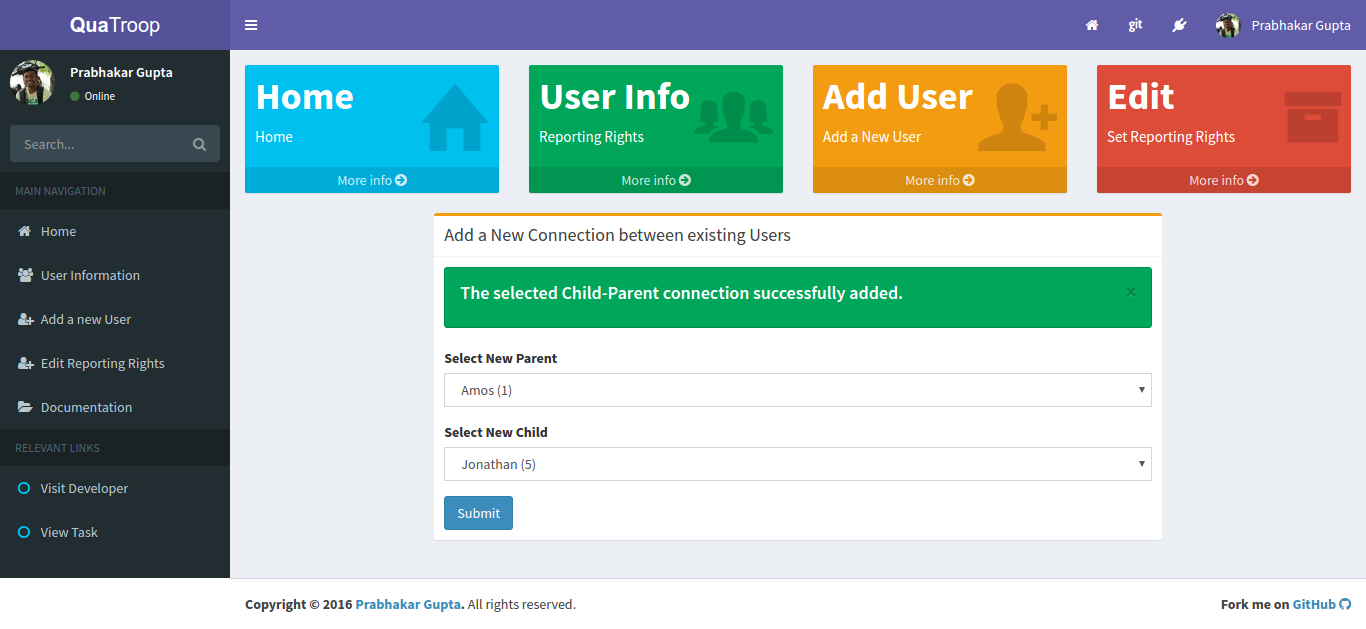 QuaTroop
git
Prabhakar Gupta
Prabhakar Gupta
Online
Search...
MAIN NAVIGATION
Home
User Information
Add a new User
Edit Reporting Rights
Documentation
RELEVANT LINKS
Visit Developer
View Task
Home
Home
More info
User Info
Reporting Rights
More info
Add User
Add a New User
More info
Edit
Set Reporting Rights
More info
Add a New Connection between existing Users
The selected Child-Parent connection successfully added.
×
Select New Parent
Amos (1)
Select New Child
Jonathan (5)
Submit
Copyright © 2016 Prabhakar Gupta. All rights reserved.
Fork me on GitHub